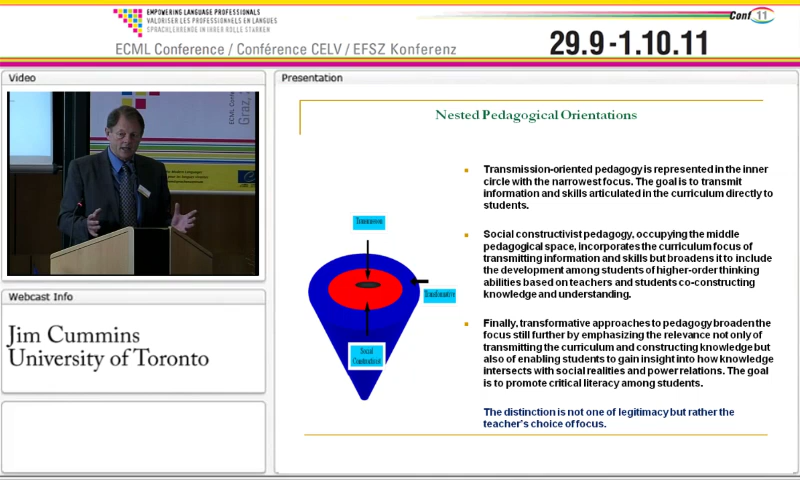 EMPOWERING LANGUAGE PROFESSIONALS
VALORISER LES PROFESSIONNELS EN LANGUES
SPRACHLEHRENDE IN IHRER ROLLE STÄRKEN
ECML Conference / Conférence CELV / EFSZ Konferenz
29.9-1.10.11
Conf 11
Video
Webcast Info
Jim Cummins
University of Toronto
Presentation
Nested Pedagogical Orientations
Transmission
Transformative
Social
Constructivist
Transmission-oriented pedagogy is represented in the inner
circle with the narrowest focus. The goal is to transmit
information and skills articulated in the curriculum directly to
students.
Social constructivist pedagogy, occupying the middle
pedagogical space, incorporates the curriculum focus of
transmitting information and skills but broadens it to include
the development among students of higher-order thinking
abilities based on teachers and students co-constructing
knowledge and understanding.
Finally, transformative approaches to pedagogy broaden the
focus still further by emphasizing the relevance not only of
transmitting the curriculum and constructing knowledge but
also of enabling students to gain insight into how knowledge
intersects with social realities and power relations. The goal
is to promote critical literacy among students.
The distinction is not one of legitimacy but rather the
teacher's choice of focus.